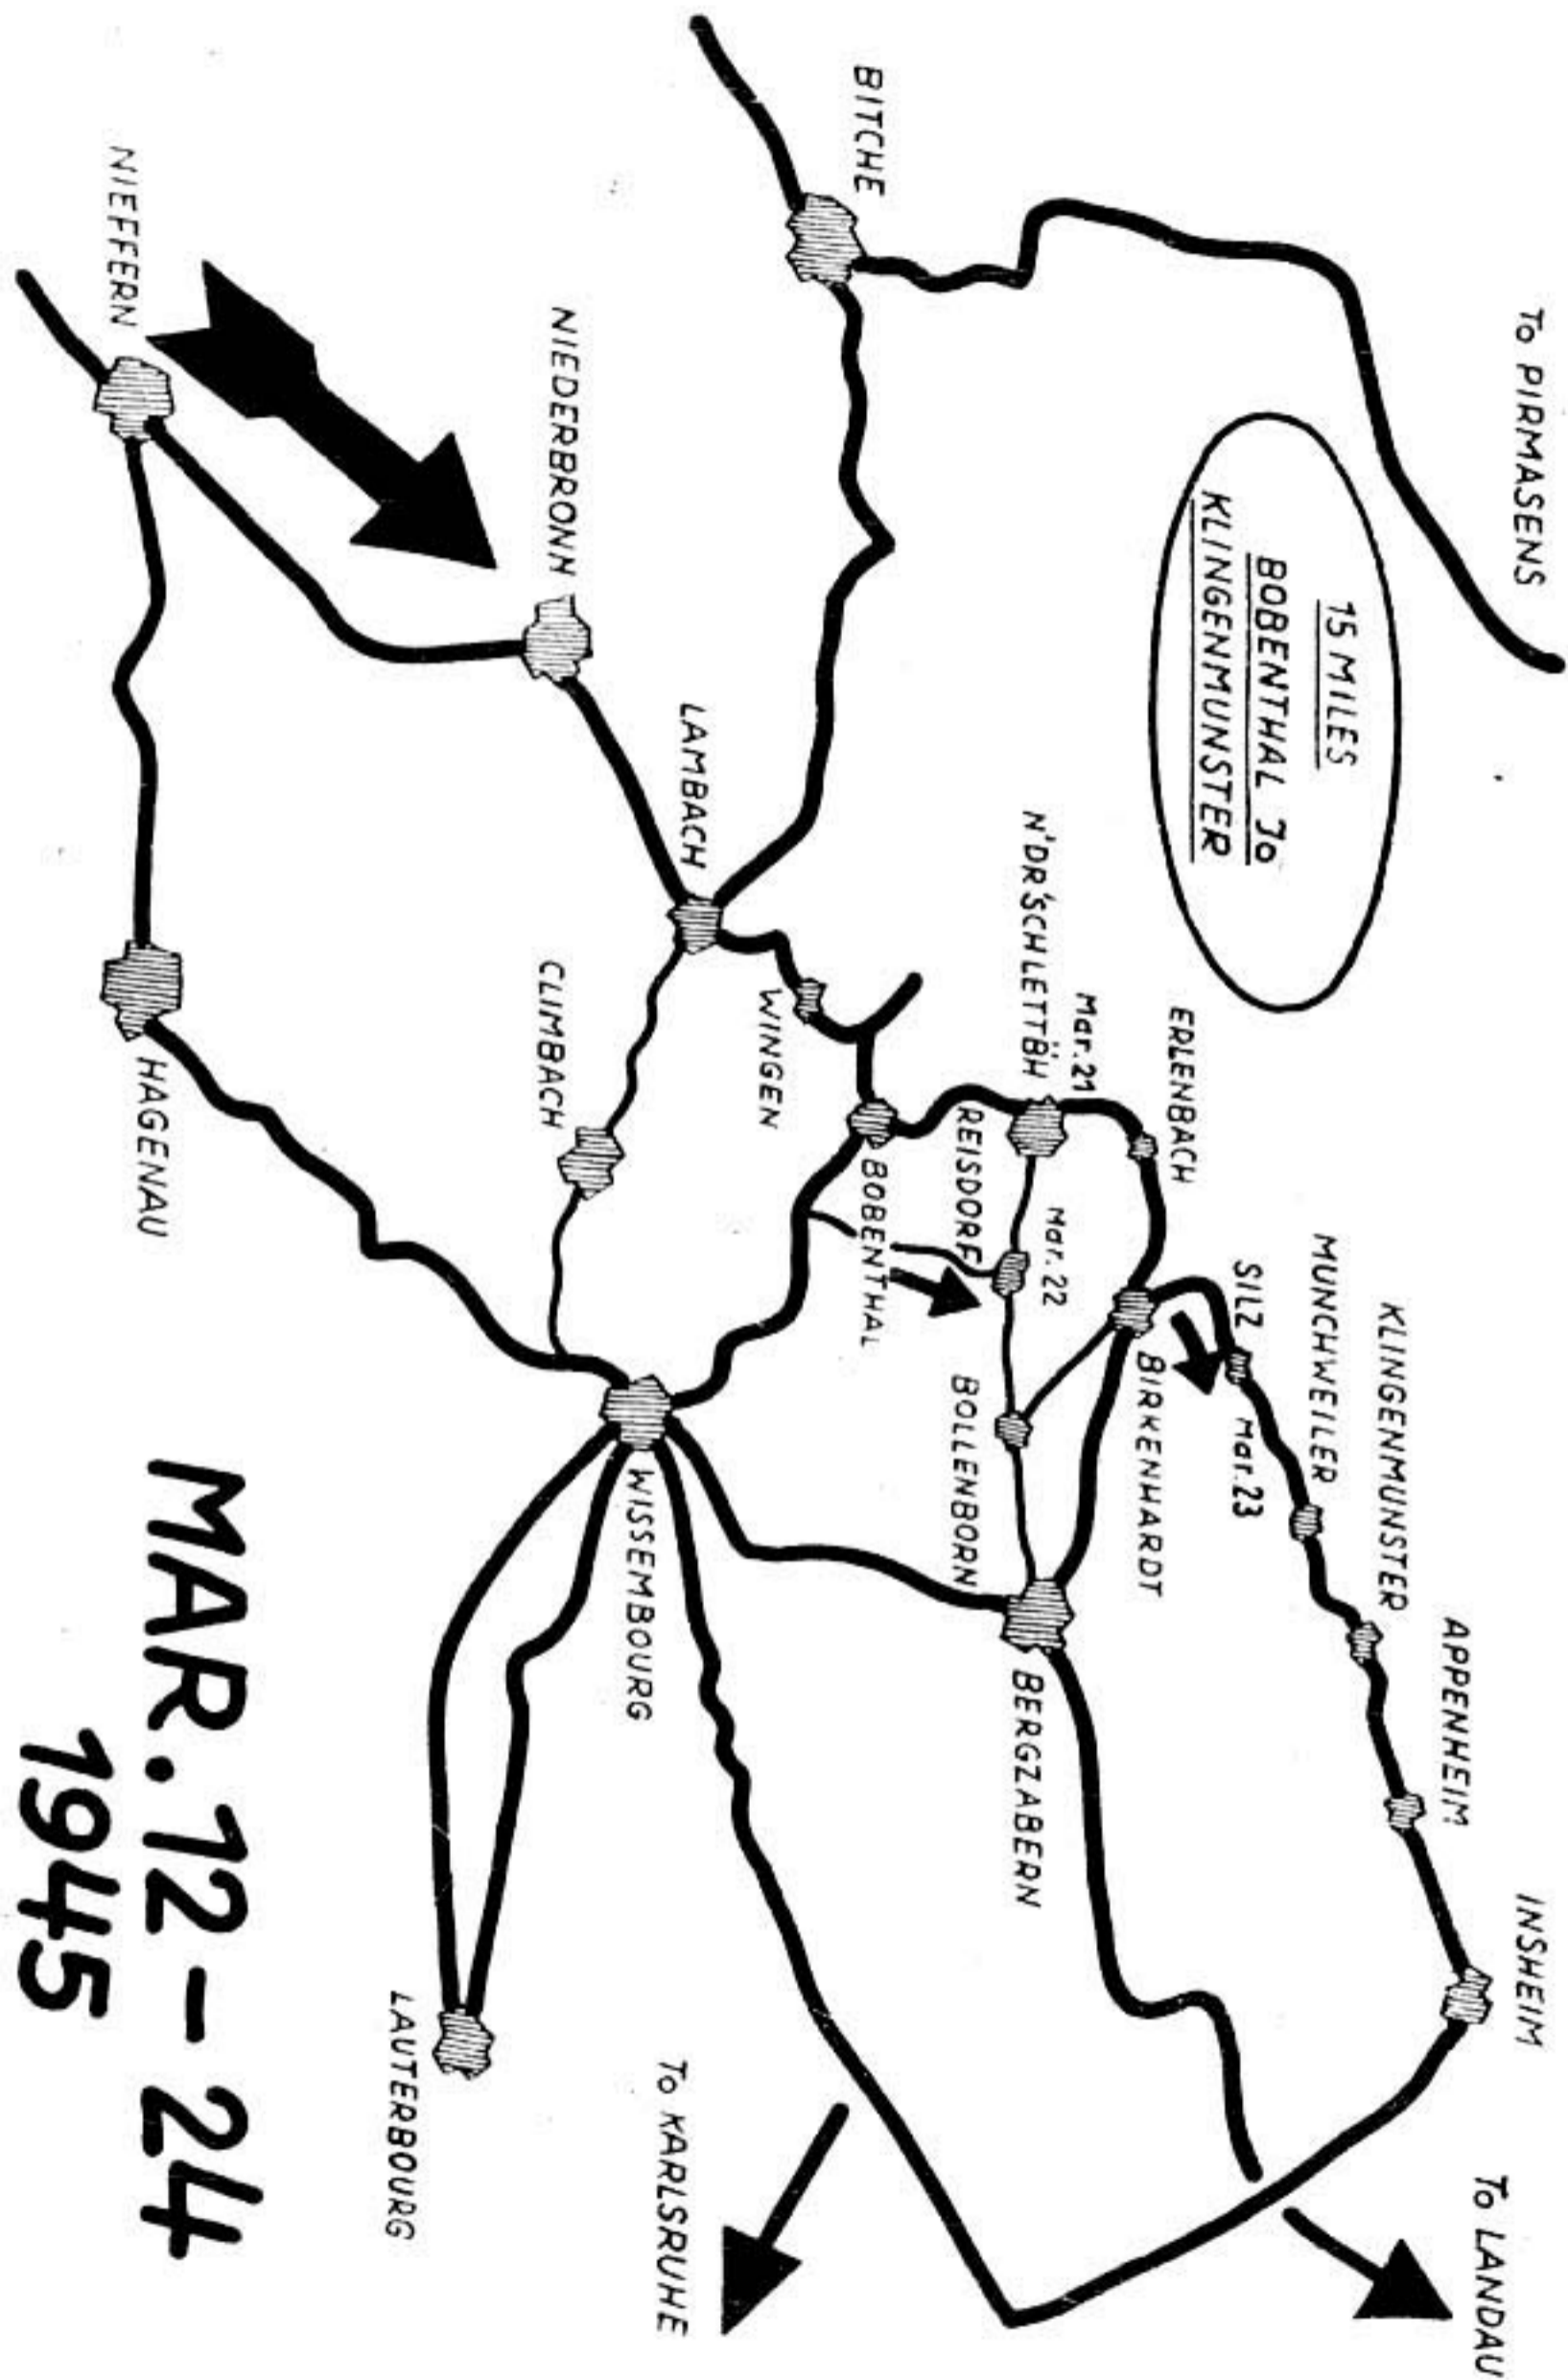 To PIRMASENS
15 MILES
BOBENTHAL To
KLINGENMUNSTER
BITCHE
NIEFFERN
NIEDERBRONN
LAMBACH
WINGEN
CLIMBACH
HAGENAU
N'DR'SCHLETTBH
Mar. 21
ERLENBACH
REISDORF
Mar. 22
BOBENTHAL
SILZ
Mar. 23
MUNCHWEILER
KLINGENMUNSTER
APPENHEIM
INSHEIM
BIRKENHARDT
BOLLENBORN
BERGZABERN
WISSEMBOURG
LAUTERBOURG
To KARLSRUHE
To LANDAU
MAR. 12 - 24
1945